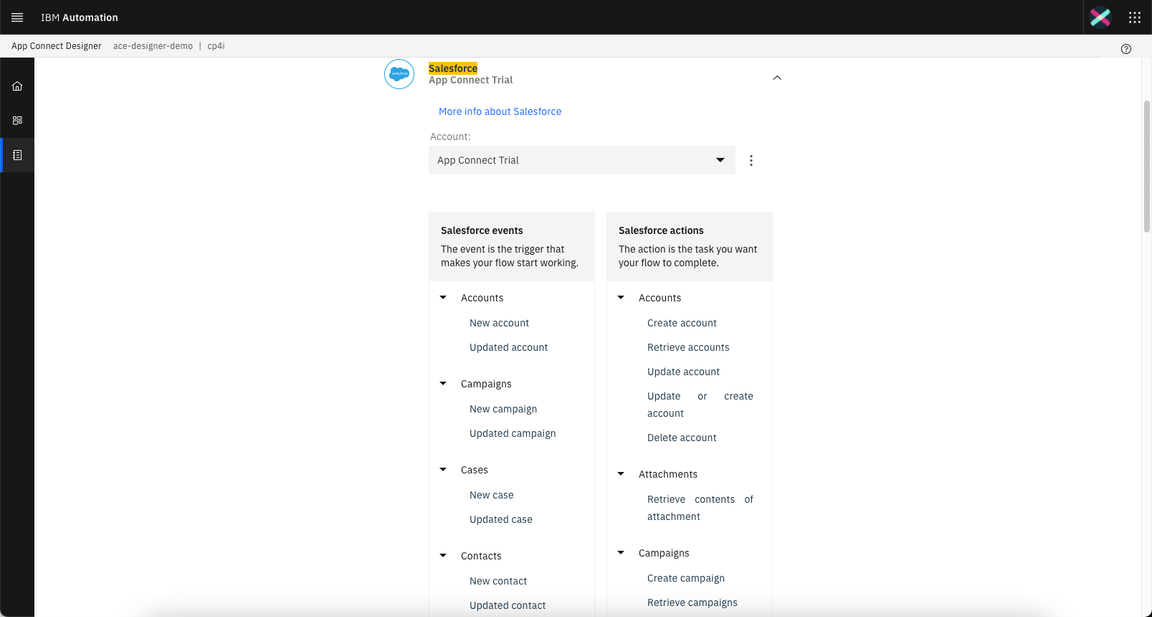 IBM Automation
App Connect Designer ace-designer-demo | cp4i
salesforce
Salesforce
App Connect Trial
More info about Salesforce
Account:
App Connect Trial
Salesforce events
The event is the trigger that
makes your flow start working.
Accounts
New account
Updated account
Campaigns
New campaign
Updated campaign
Cases
New case
Updated case
Contacts
New contact
Updated contact
Salesforce actions
The action is the task you want
your flow to complete.
Accounts
Create account
Retrieve accounts
Update account
Update or create
account
Delete account
Attachments
Retrieve contents of
attachment
Campaigns
Create campaign
Retrieve campaigns